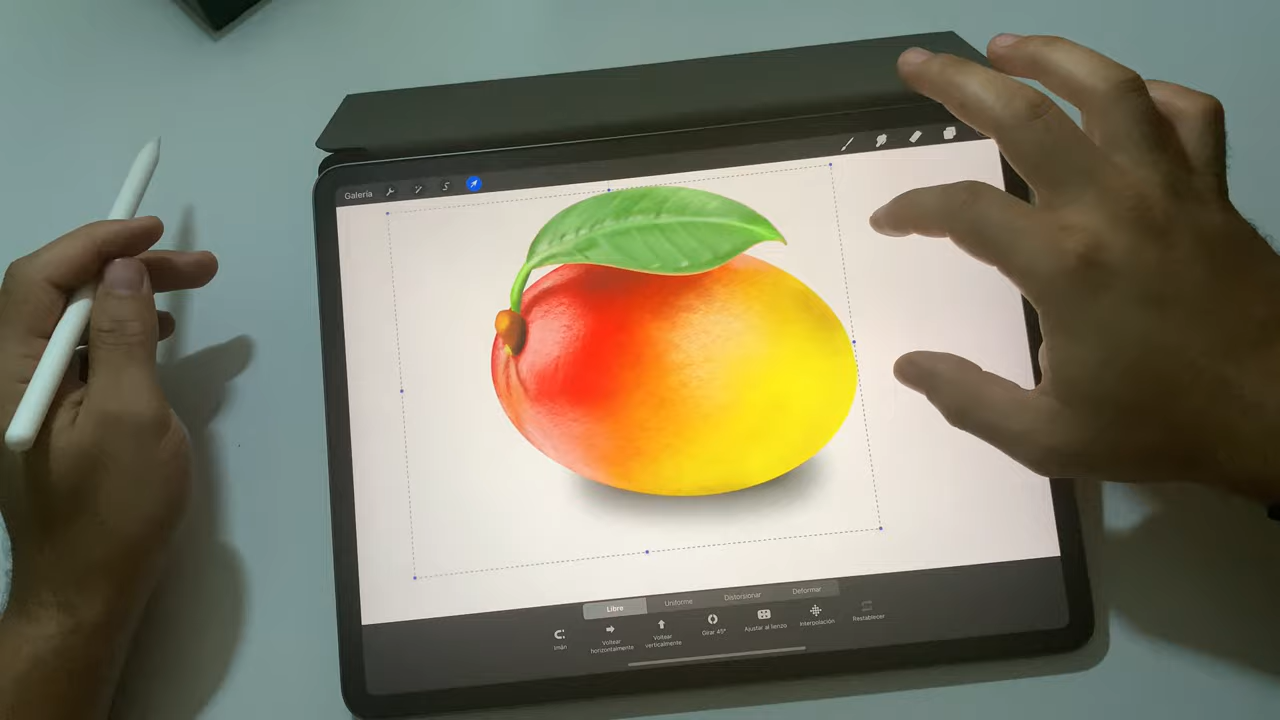 Galería
Libre
Uniforme
Distorsionar
Deformar
Imán
Voltear
horizontalmente
Voltear
verticalmente
Girar 45°
Ajustar al lienzo
Interpolación
Restablecer